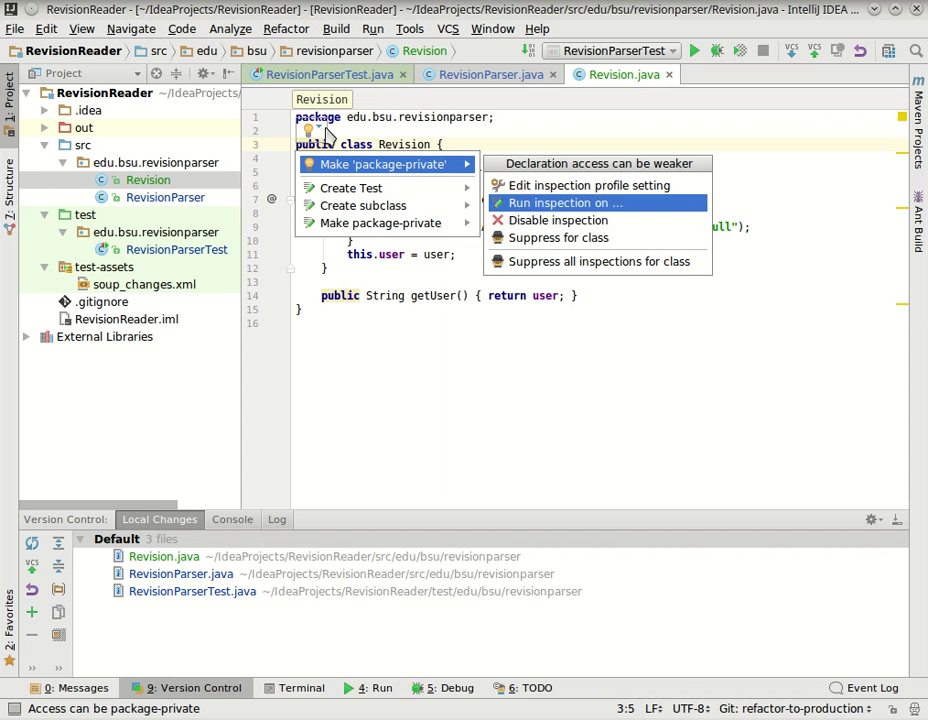 RevisionReader - [~/IdeaProjects/RevisionReader] - [RevisionReader] - ~/IdeaProjects/RevisionReader/src/edu/bsu/revisionparser/Revision.java - IntelliJ IDEA ...
File Edit View Navigate Code Analyze Refactor Build Run Tools VCS Window Help
RevisionReader src edu bsu revisionparser Revision RevisionParserTest VCS VCS
1: Project
7: Structure
2: Favorites
Project
RevisionReader ~/IdeaProjects/
.idea
out
src
edu.bsu.revisionparser
Revision
RevisionParser
test
edu.bsu.revisionparser
RevisionParserTest
test-assets
soup_changes.xml
.gitignore
RevisionReader.iml
External Libraries
RevisionParserTest.java RevisionParser.java Revision.java
Revision
1 package edu.bsu.revisionparser;
2
3 public class Revision {
4
5
6
7 @
8
9 ull");
10 }
11 this.user = user;
12 }
13
14 public String getUser() { return user; }
15 }
16
Make 'package-private'
Create Test
Create subclass
Make package-private
Declaration access can be weaker
Edit inspection profile setting
Run inspection on ...
Disable inspection
Suppress for class
Suppress all inspections for class
Maven Projects
Ant Build
Version Control: Local Changes Console Log
VCS
Default 3 files
Revision.java ~/IdeaProjects/RevisionReader/src/edu/bsu/revisionparser
RevisionParser.java ~/IdeaProjects/RevisionReader/src/edu/bsu/revisionparser
RevisionParserTest.java ~/IdeaProjects/RevisionReader/test/edu/bsu/revisionparser
0: Messages 9: Version Control Terminal 4: Run 5: Debug 6: TODO Event Log
Access can be package-private 3:5 LF UTF-8 Git: refactor-to-production